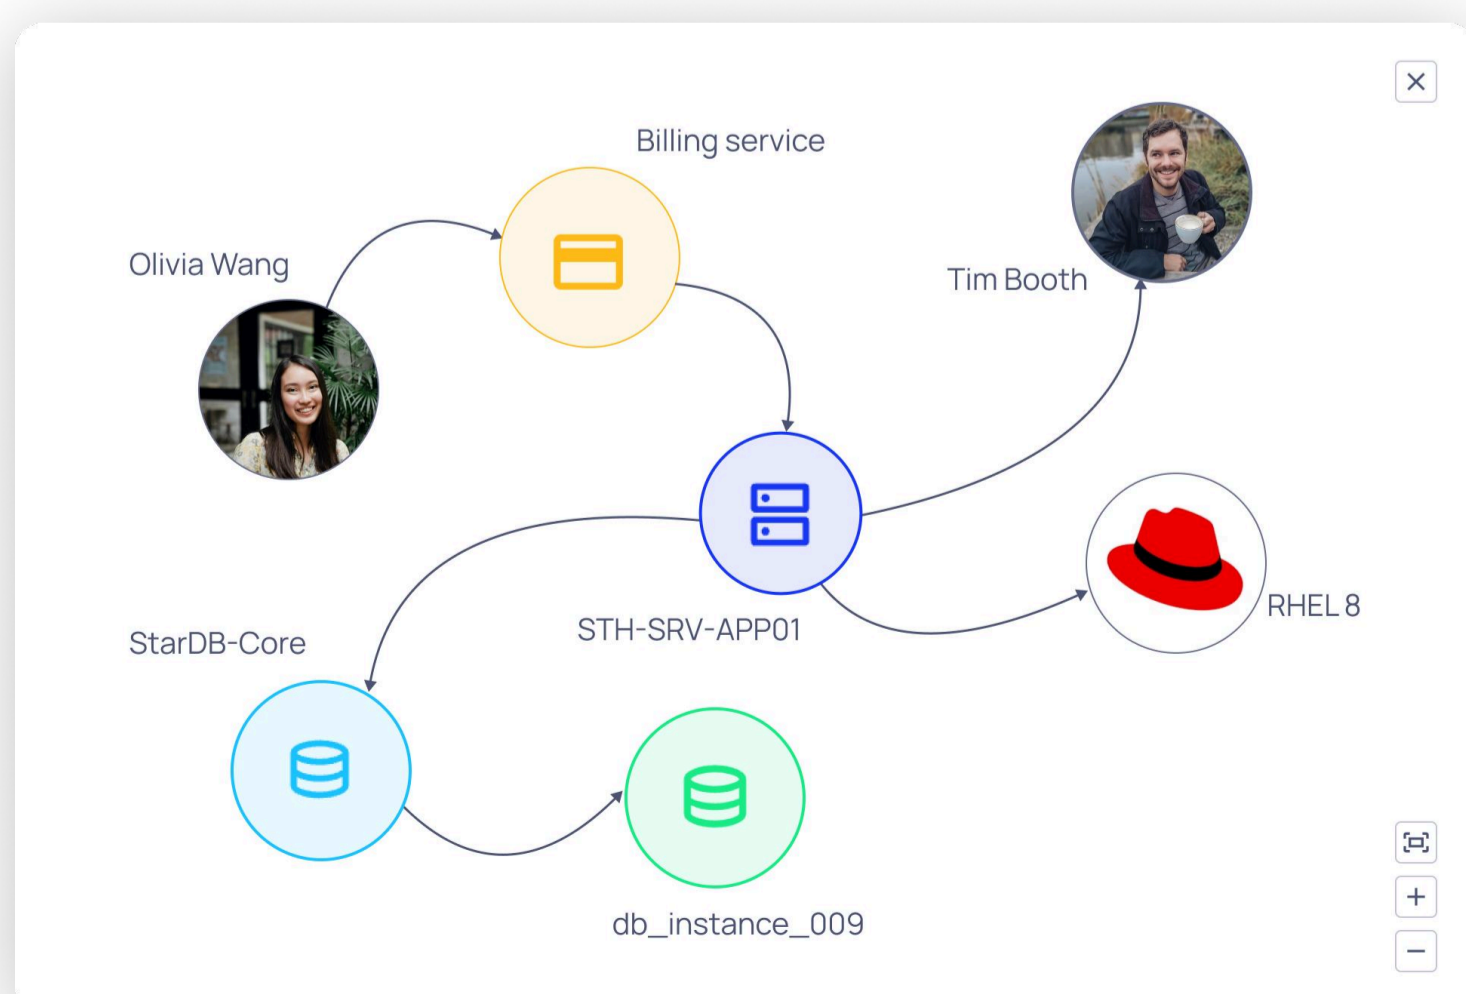 Billing service
Olivia Wang
Tim Booth
RHEL 8
STH-SRV-APP01
StarDB-Core
db_instance_009